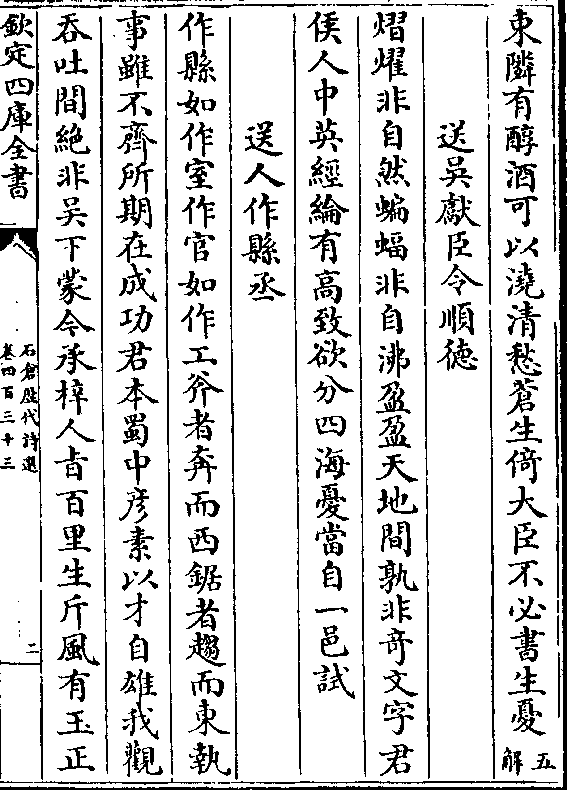 東隣有醇酒可以澆清愁蒼生倚大臣不必書生憂五解
送吳獻臣令順徳
熠燿非自然蝙蝠非自沸盈盈天地間孰非竒文字君
侯人中英經綸有高致欲分四海憂當自一邑試
送人作縣丞
作縣如作室作官如作工斧者奔而西鋸者趨而東執
事雖不齊所期在成功君本蜀中彦素以才自雄我觀
吞吐間絶非吳下蒙今承梓人㫖百里生斤風有玉正
欽定四庫全書
石倉歷代詩選
卷四百三十三
二